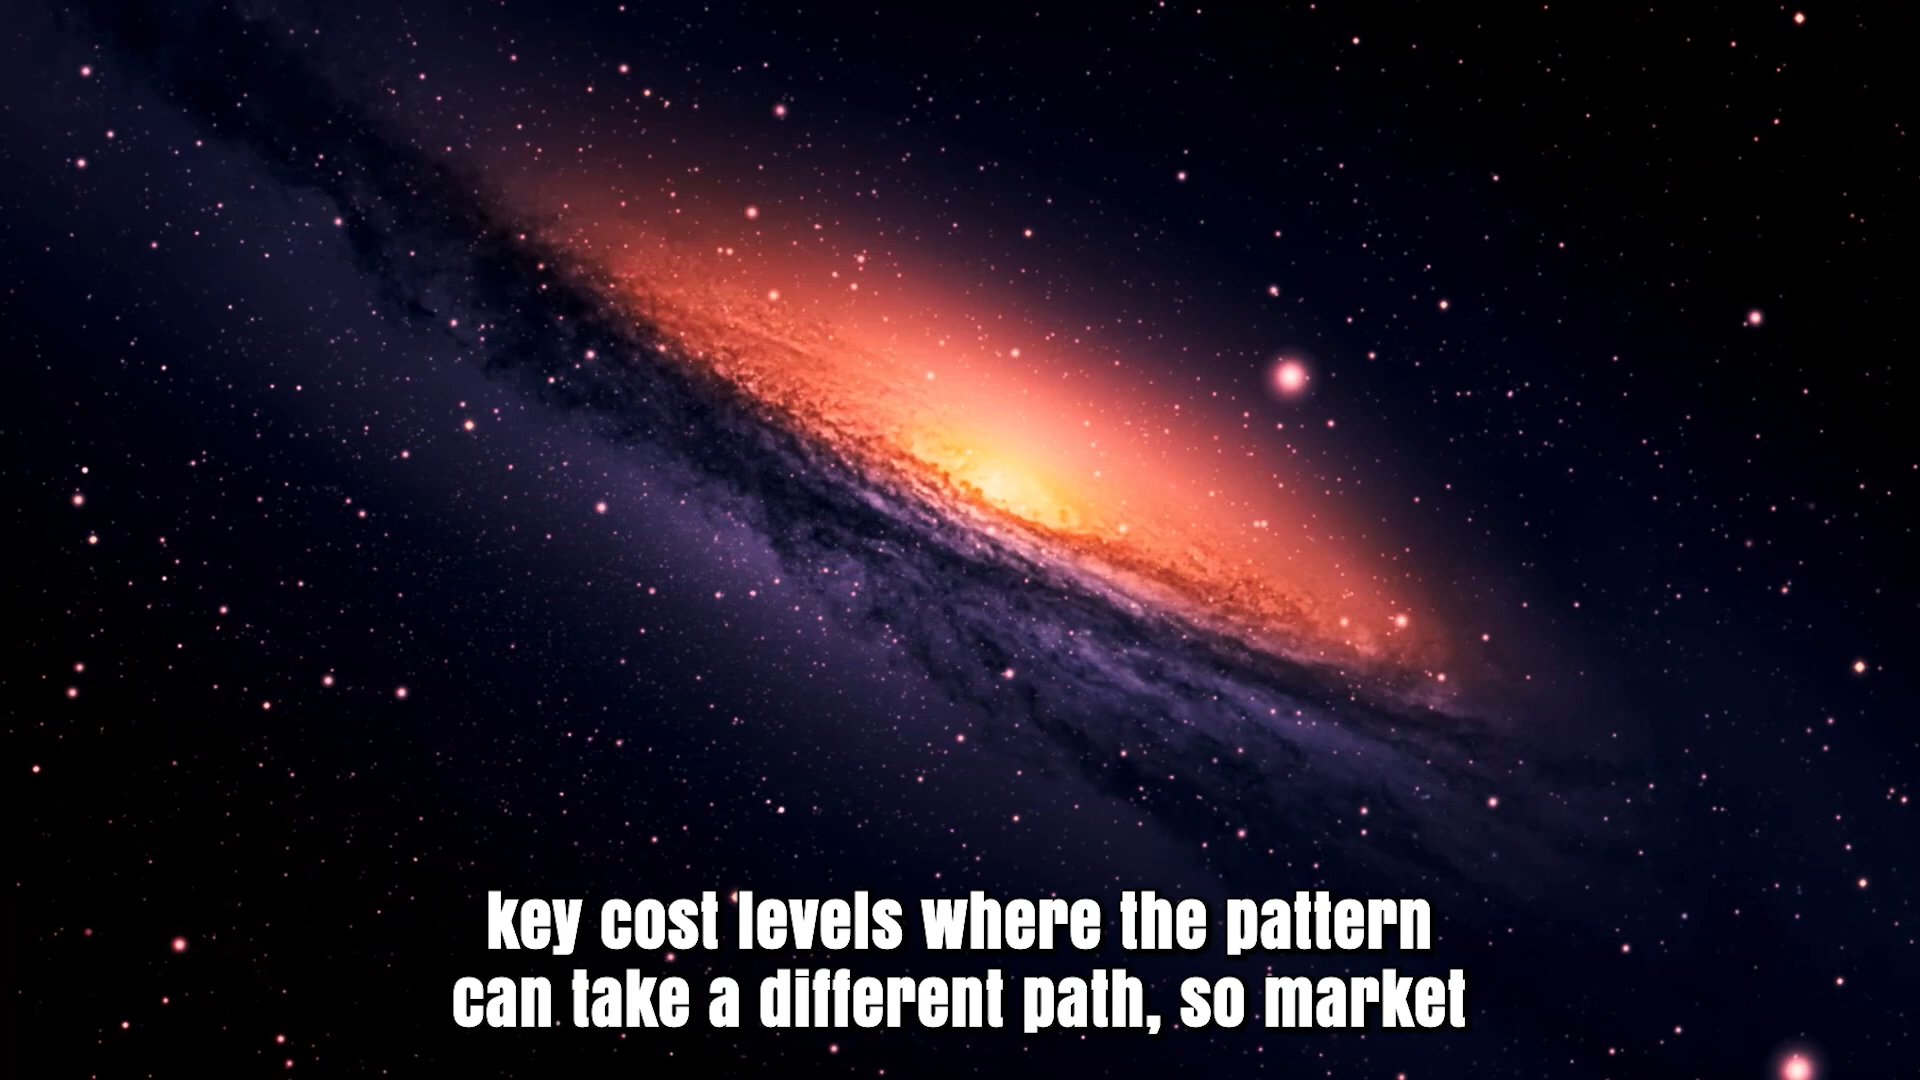 key cost levels where the pattern
can take a different path, so market